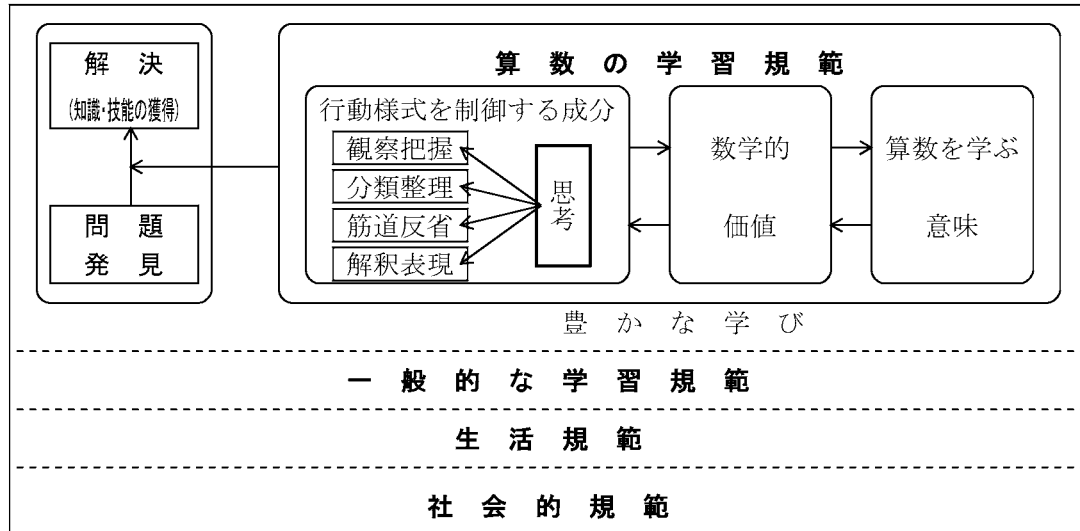 解決
(知識・技能の獲得)
問題
発見
算数の学習規範
行動様式を制御する成分
観察把握
分類整理
筋道反省
解釈表現
思考
数学的
価値
算数を学ぶ
意味
豊かな学び
一般的な学習規範
生活規範
社会的規範